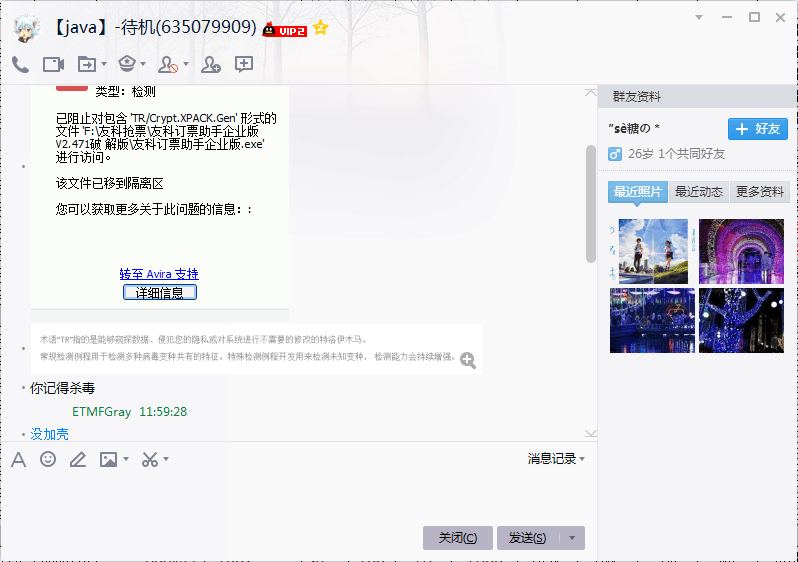 【java】-待机(635079909) VIP2
类型：检测
已阻止对包含 'TR/Crypt.XPACK.Gen' 形式的
文件 'F:\友科抢票\友科订票助手企业版
V2.471破 解版\友科订票助手企业版.exe'
进行访问。
该文件已移到隔离区
您可以获取更多关于此问题的信息：:
转至 Avira 支持
详细信息
术语“TR”指的是能够窥探数据、侵犯您的隐私或对系统进行不需要的修改的特洛伊木马。
常规检测例程用于检测多种病毒变种共有的特征。特殊检测例程开发用来检测未知变种，检测能力会持续增强。
你记得杀毒
ETMFGray 11:59:28
没加壳
消息记录
关闭(C)
发送(S)
群友资料
"sè糖の *
＋ 好友
26岁 1个共同好友
最近照片
最近动态
更多资料